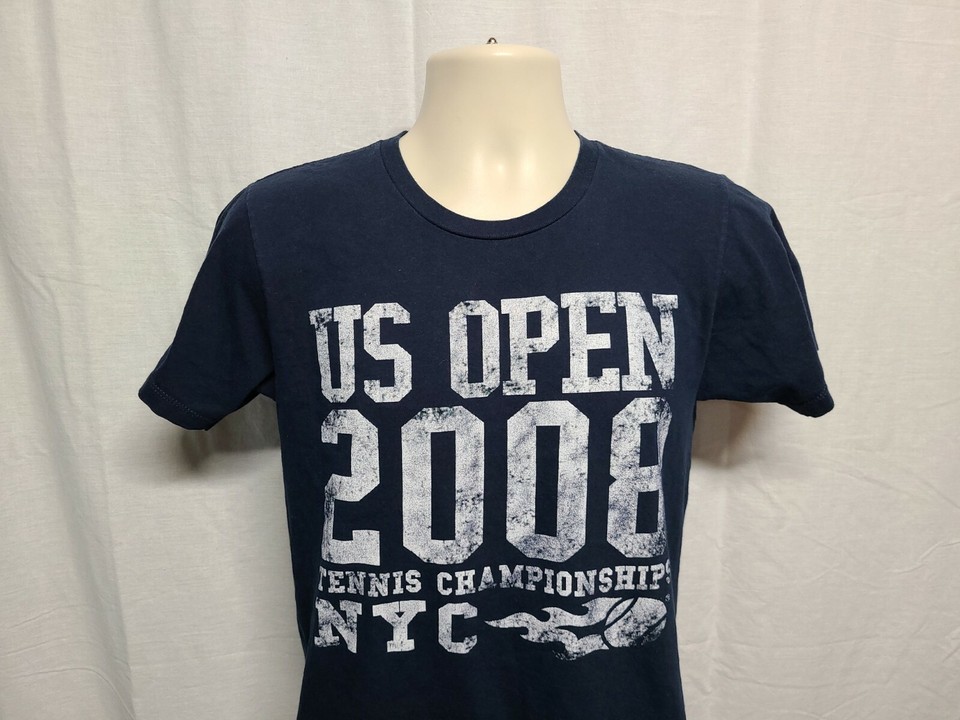 US OPEN
2008
TENNIS CHAMPIONSHIPS
NYC